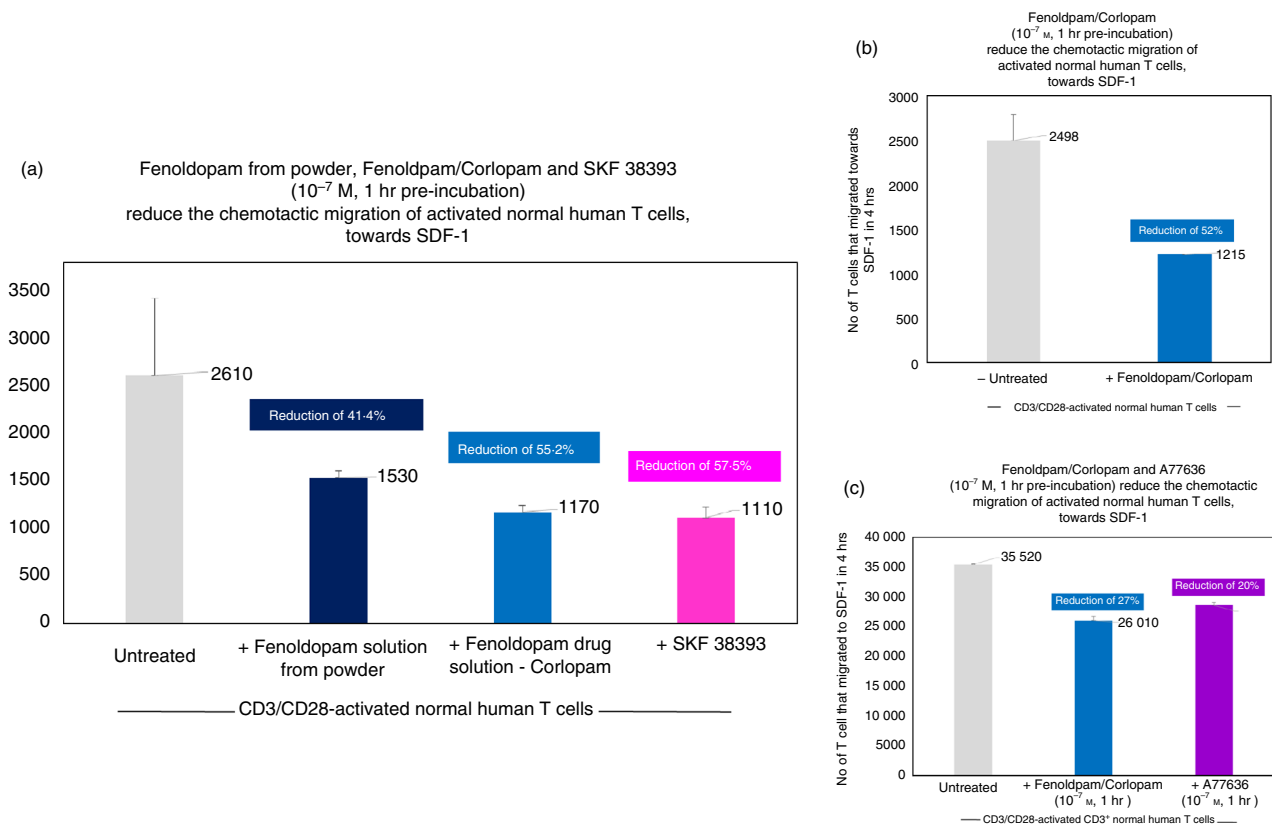 (a)
Fenoldopam from powder, Fenoldpam/Corlopam and SKF 38393
(10⁻⁷ M, 1 hr pre-incubation)
reduce the chemotactic migration of activated normal human T cells,
towards SDF-1
3500
3000
2500
2000
1500
1000
500
0
2610
Reduction of 41·4%
1530
Reduction of 55·2%
1170
Reduction of 57·5%
1110
Untreated
+ Fenoldopam solution
from powder
+ Fenoldopam drug
solution - Corlopam
+ SKF 38393
CD3/CD28-activated normal human T cells
(b)
Fenoldpam/Corlopam
(10⁻⁷ M, 1 hr pre-incubation)
reduce the chemotactic migration of
activated normal human T cells,
towards SDF-1
No of T cells that migrated towards
SDF-1 in 4 hrs
3000
2500
2000
1500
1000
500
0
2498
Reduction of 52%
1215
– Untreated
+ Fenoldopam/Corlopam
CD3/CD28-activated normal human T cells
(c)
Fenoldpam/Corlopam and A77636
(10⁻⁷ M, 1 hr pre-incubation) reduce the chemotactic
migration of activated normal human T cells,
towards SDF-1
No of T cell that migrated to SDF-1 in 4 hrs
40 000
35 000
30 000
25 000
20 000
15 000
10 000
5000
0
35 520
Reduction of 27%
26 010
Reduction of 20%
Untreated
+ Fenoldpam/Corlopam
(10⁻⁷ M, 1 hr )
+ A77636
(10⁻⁷ M, 1 hr)
CD3/CD28-activated CD3⁺ normal human T cells